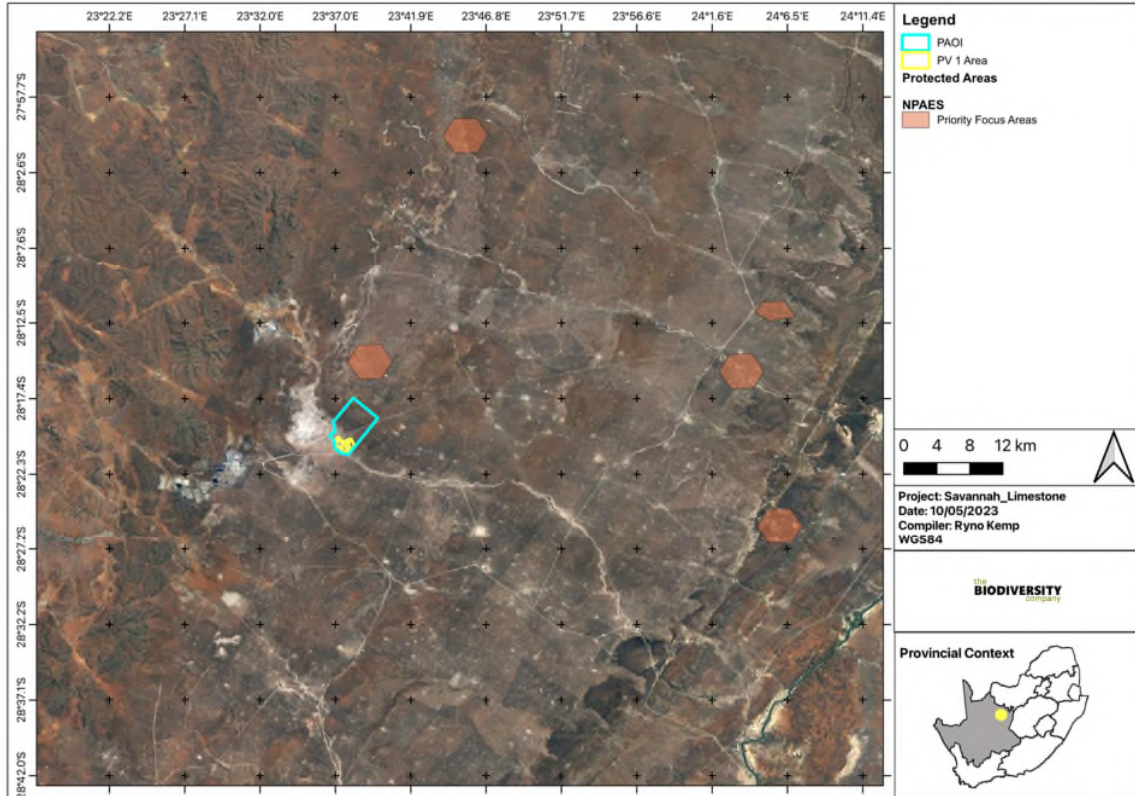 23°22.2'E 23°27.1'E 23°32.0'E 23°37.0'E 23°41.9'E 23°46.8'E 23°51.7'E 23°56.6'E 24°1.6'E 24°6.5'E 24°11.4'E
27°57.7'S
28°2.6'S
28°7.6'S
28°12.5'S
28°17.4'S
28°22.3'S
28°27.3'S
28°32.2'S
28°37.1'S
28°42.0'S
Legend
PAOI
PV 1 Area
Protected Areas
NPAES
Priority Focus Areas
0 4 8 12 km
Project: Savannah_Limestone
Date: 10/05/2023
Compiler: Ryno Kemp
WGS84
the
BIODIVERSITY
company
Provincial Context